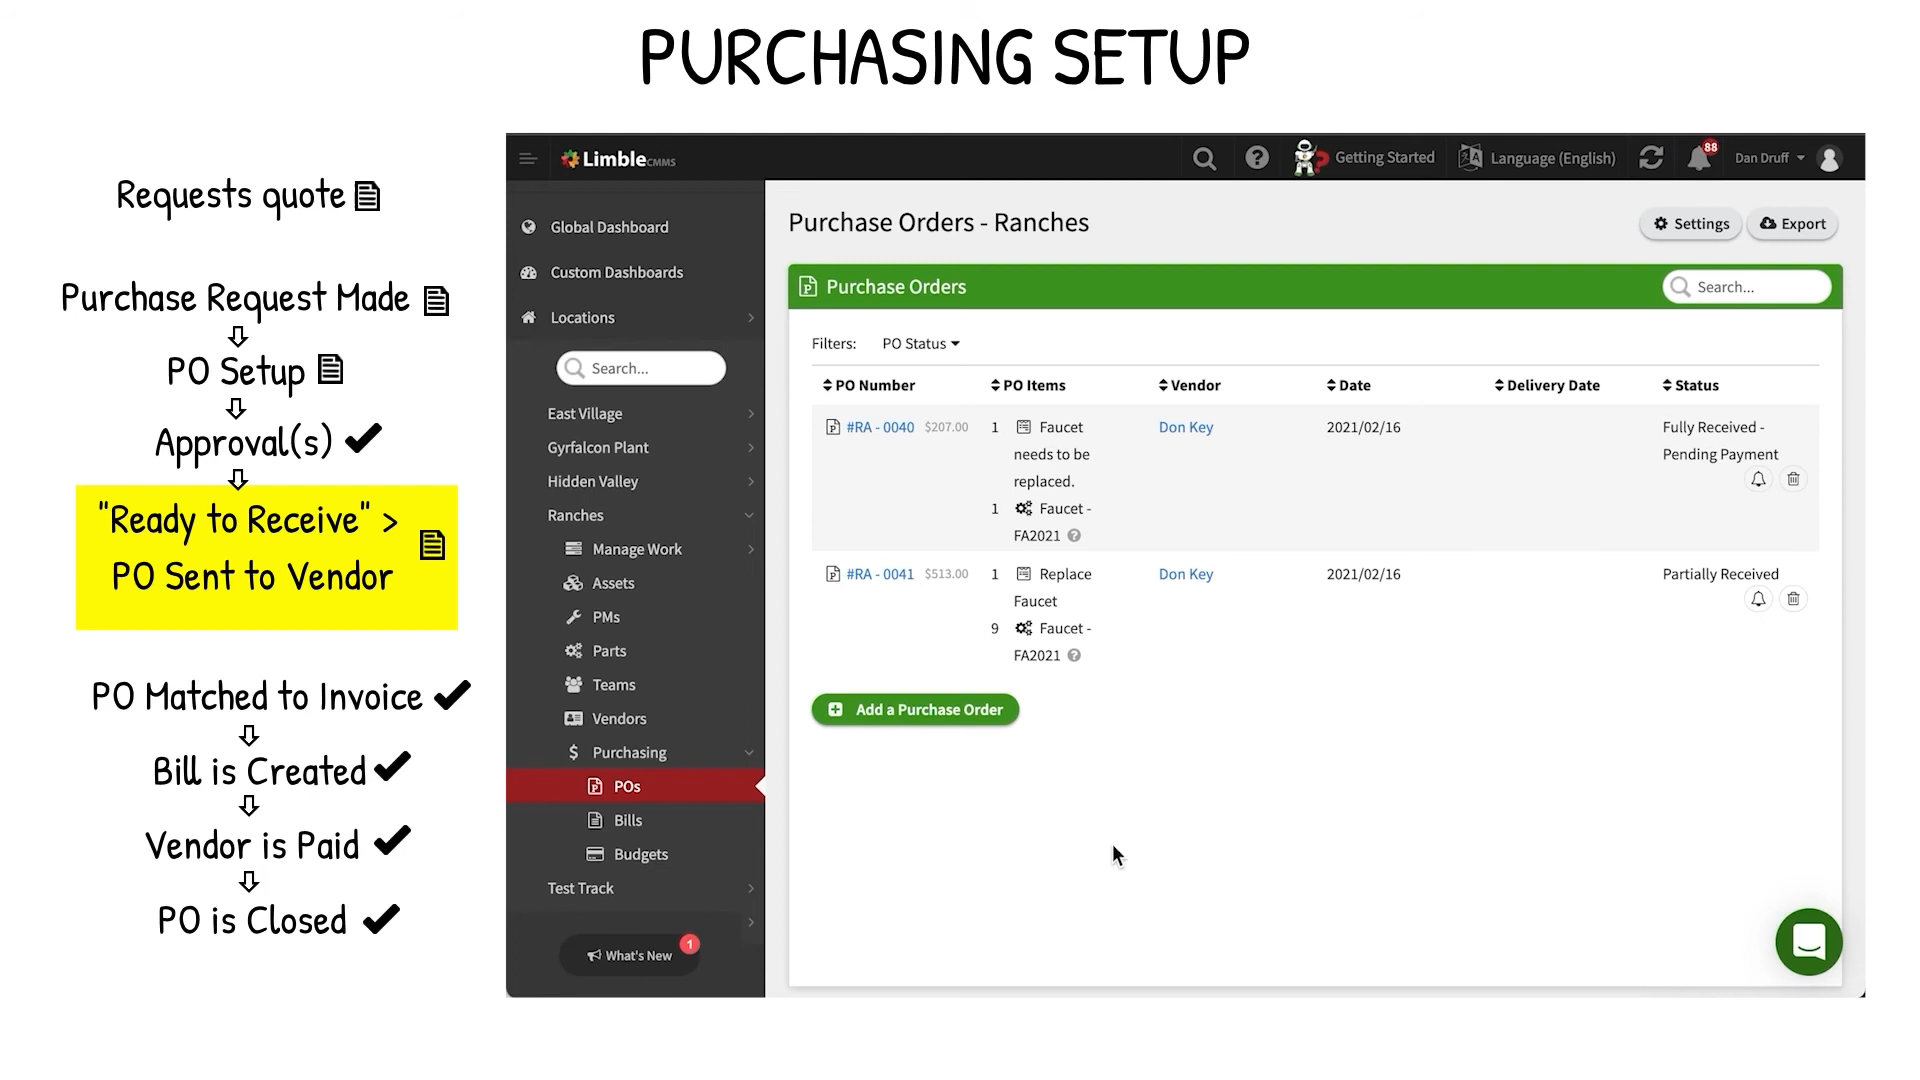 PURCHASING SETUP
Requests quote
Purchase Request Made
PO Setup
Approval(s)
"Ready to Receive" >
PO Sent to Vendor
PO Matched to Invoice
Bill is Created
Vendor is Paid
PO is Closed
LimbleCMMS
Getting Started
Language (English)
88
Dan Druff
Global Dashboard
Custom Dashboards
Locations
Search...
East Village
Gyrfalcon Plant
Hidden Valley
Ranches
Manage Work
Assets
PMs
Parts
Teams
Vendors
Purchasing
POs
Bills
Budgets
Test Track
What's New
1
Purchase Orders - Ranches
Settings
Export
Purchase Orders
Search...
Filters: PO Status
PO Number PO Items Vendor Date Delivery Date Status
#RA - 0040 $207.00 1 Faucet Don Key 2021/02/16 Fully Received -
needs to be Pending Payment
replaced.
1 Faucet -
FA2021
#RA - 0041 $513.00 1 Replace Don Key 2021/02/16 Partially Received
Faucet
9 Faucet -
FA2021
Add a Purchase Order